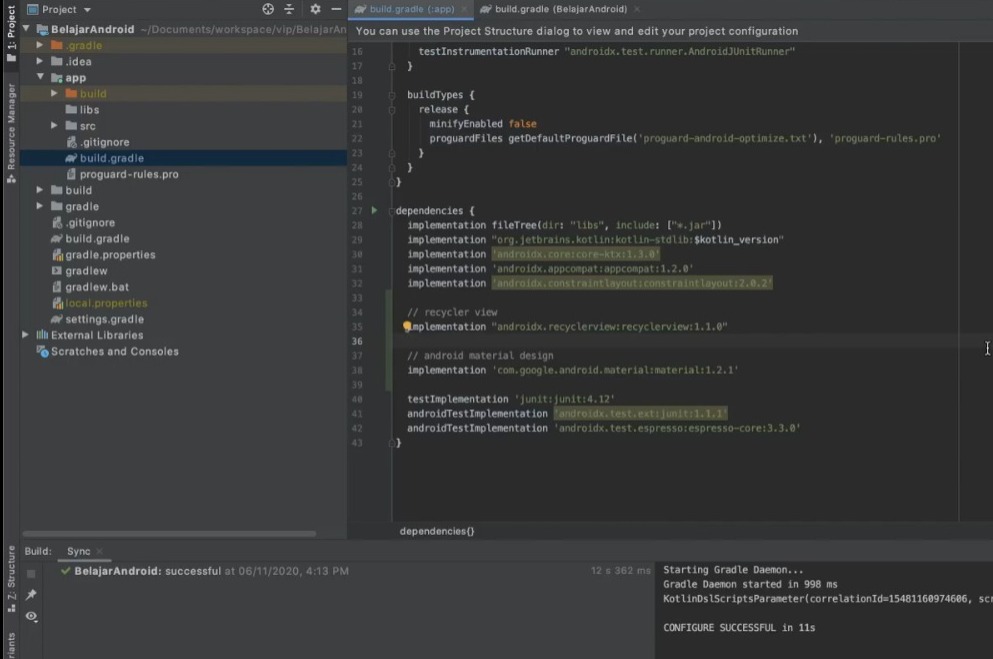 Project
build.gradle (:app)
build.gradle (BelajarAndroid)
1: Project
Resource Manager
Z: Structure
BelajarAndroid ~/Documents/workspace/vip/BelajarAn
.gradle
.idea
app
build
libs
src
.gitignore
build.gradle
proguard-rules.pro
build
gradle
.gitignore
build.gradle
gradle.properties
gradlew
gradlew.bat
local.properties
settings.gradle
External Libraries
Scratches and Consoles
You can use the Project Structure dialog to view and edit your project configuration
16 testInstrumentationRunner "androidx.test.runner.AndroidJUnitRunner"
17 }
18
19 buildTypes {
20 release {
21 minifyEnabled false
22 proguardFiles getDefaultProguardFile('proguard-android-optimize.txt'), 'proguard-rules.pro'
23 }
24 }
25 }
26
27 dependencies {
28 implementation fileTree(dir: "libs", include: ["*.jar"])
29 implementation "org.jetbrains.kotlin:kotlin-stdlib:$kotlin_version"
30 implementation 'androidx.core:core-ktx:1.3.0'
31 implementation 'androidx.appcompat:appcompat:1.2.0'
32 implementation 'androidx.constraintlayout:constraintlayout:2.0.2'
33
34 // recycler view
35 implementation "androidx.recyclerview:recyclerview:1.1.0"
36
37 // android material design
38 implementation 'com.google.android.material:material:1.2.1'
39
40 testImplementation 'junit:junit:4.12'
41 androidTestImplementation 'androidx.test.ext:junit:1.1.1'
42 androidTestImplementation 'androidx.test.espresso:espresso-core:3.3.0'
43 }
dependencies{}
Build: Sync
BelajarAndroid: successful at 06/11/2020, 4:13 PM 12 s 362 ms
Starting Gradle Daemon...
Gradle Daemon started in 998 ms
KotlinDslScriptsParameter(correlationId=15481160974606, scr
CONFIGURE SUCCESSFUL in 11s
riants